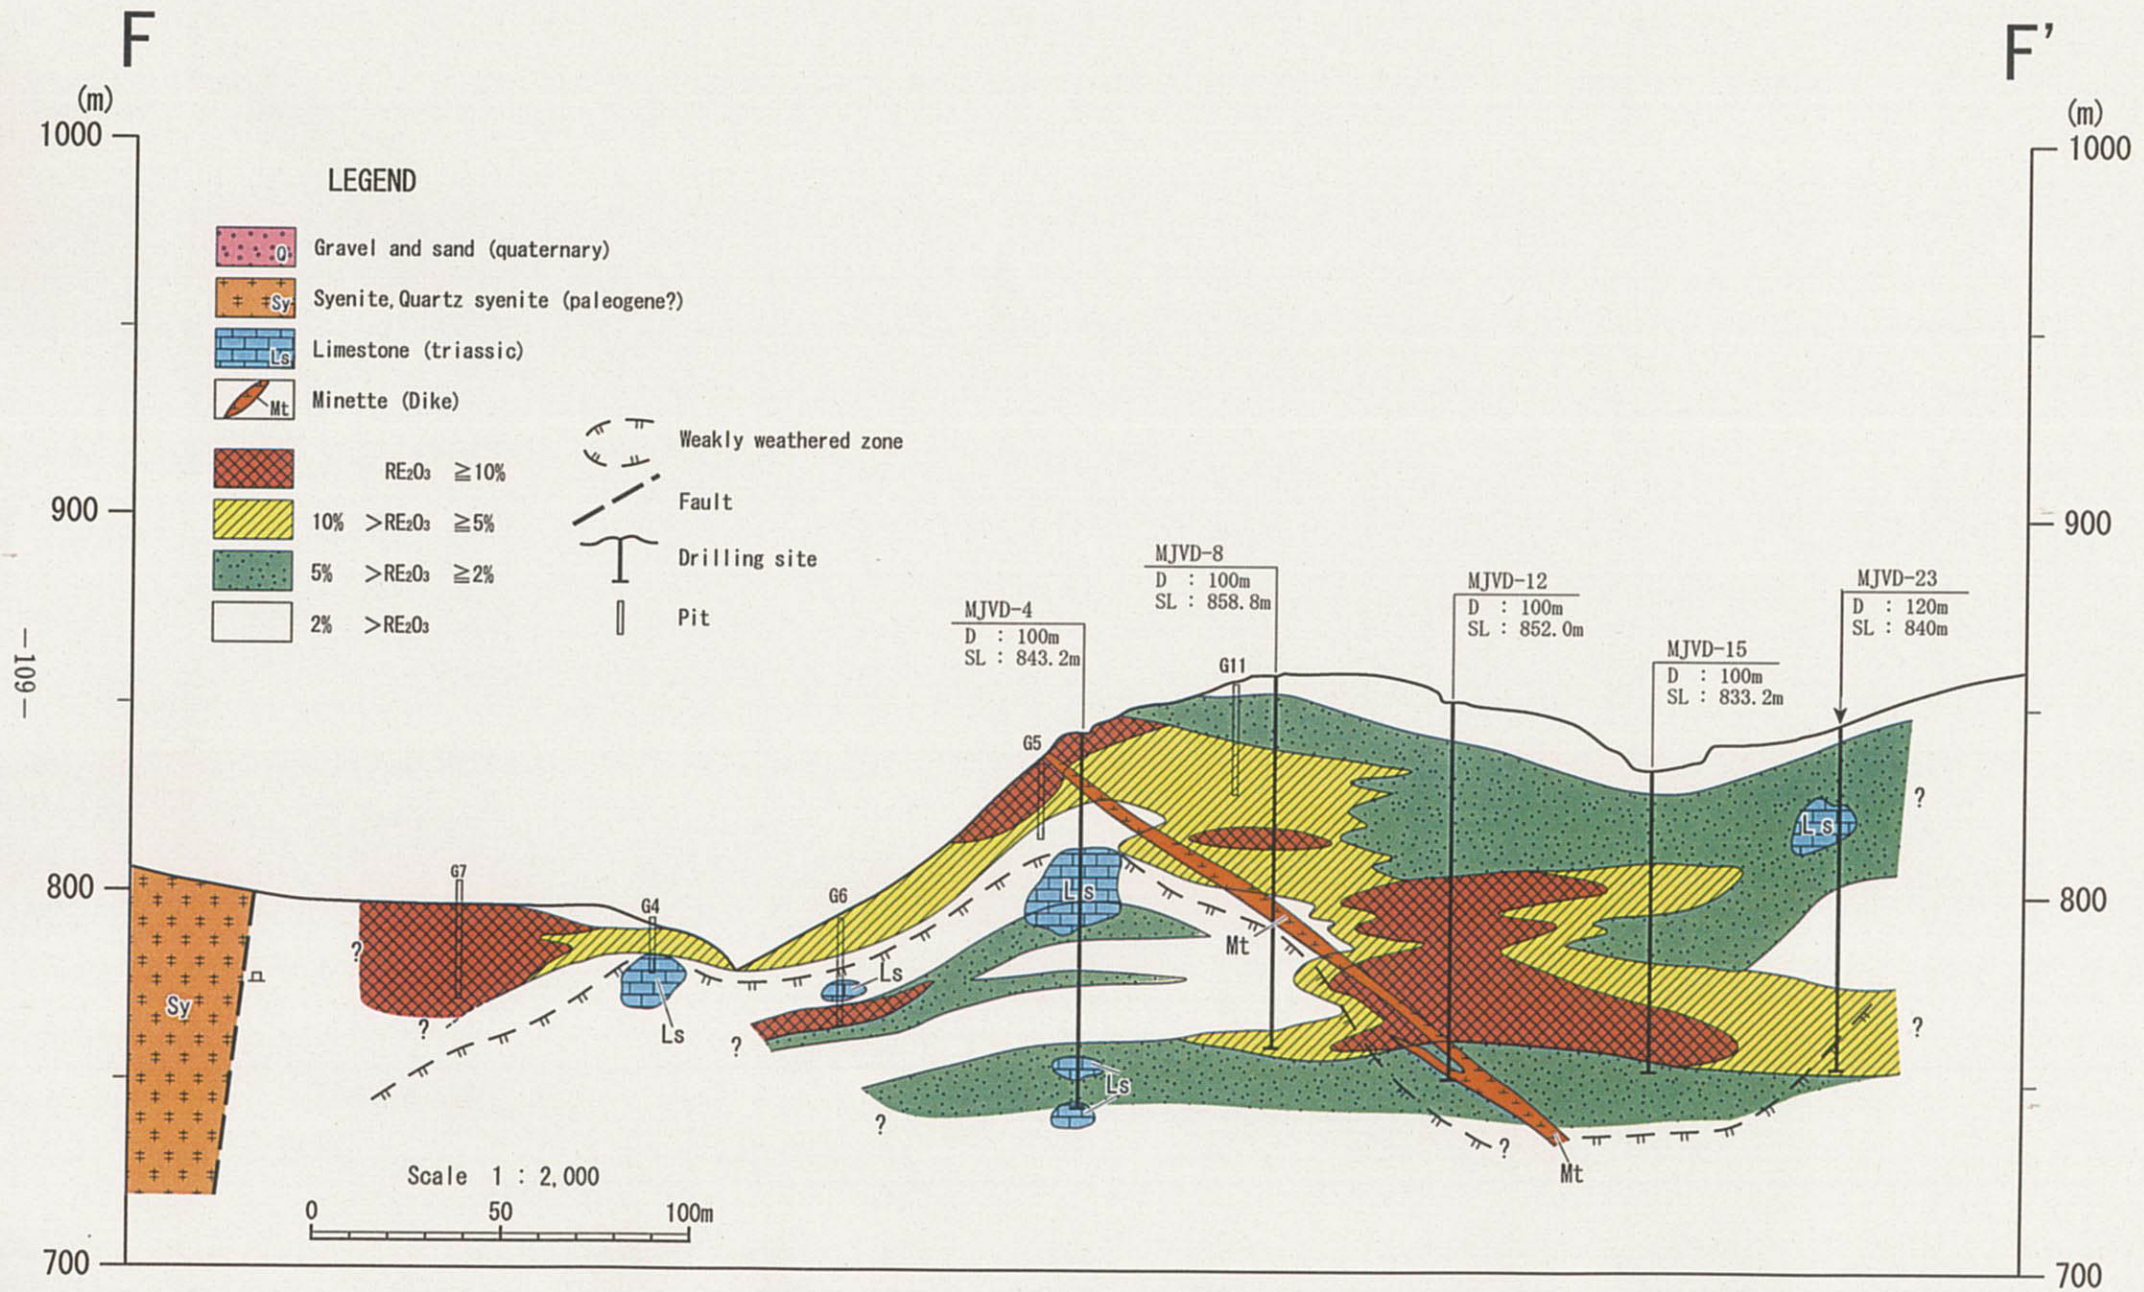 F
F'
(m)
(m)
1000
1000
LEGEND
Q
Gravel and sand (quaternary)
Sy
Syenite, Quartz syenite (paleogene?)
Ls
Limestone (triassic)
Mt
Minette (Dike)
RE₂O₃ ≧10%
10% >RE₂O₃ ≧5%
5% >RE₂O₃ ≧2%
2% >RE₂O₃
Weakly weathered zone
Fault
Drilling site
Pit
900
900
MJVD-4
D : 100m
SL : 843.2m
MJVD-8
D : 100m
SL : 858.8m
MJVD-12
D : 100m
SL : 852.0m
MJVD-15
D : 100m
SL : 833.2m
MJVD-23
D : 120m
SL : 840m
G11
G5
G7
G4
G6
800
800
Ls
Ls
Ls
Ls
Ls
Mt
Mt
Sy
?
?
?
?
?
?
?
Scale 1 : 2,000
0 50 100m
700
700
—109—